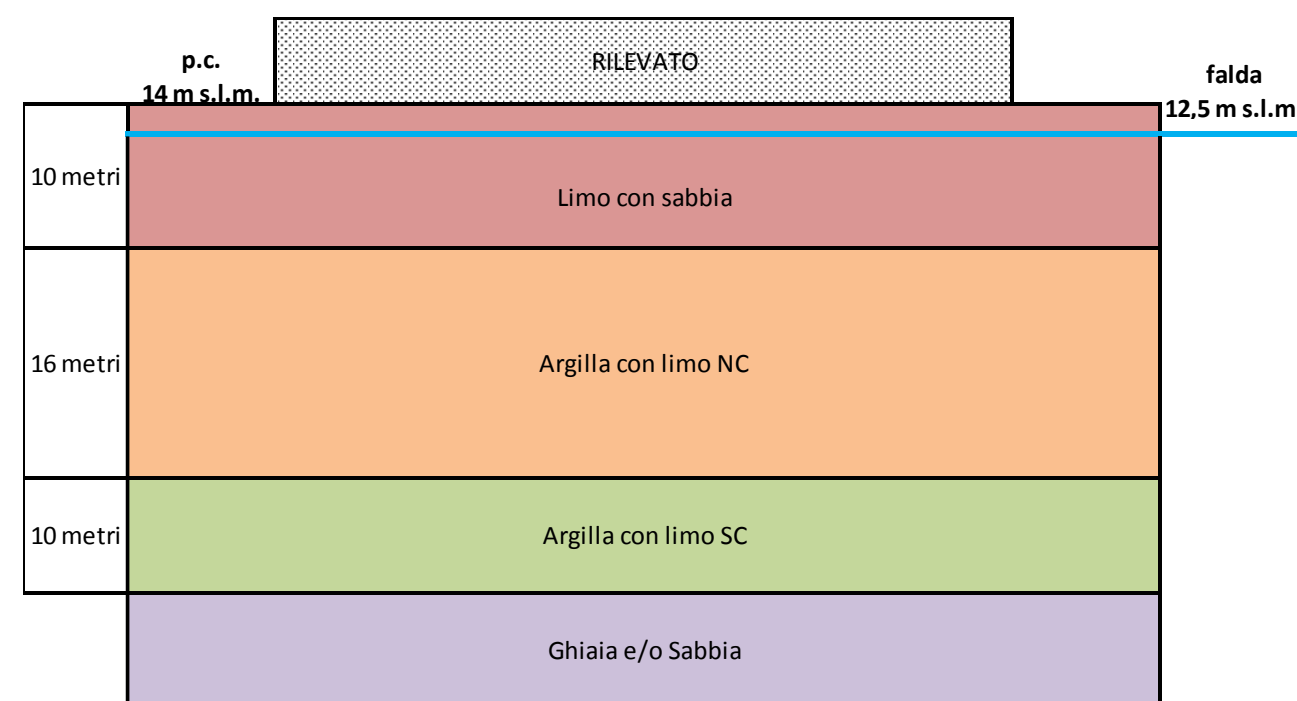 RILEVATO
p.c.
14 m s.l.m.
falda
12,5 m s.l.m
10 metri
Limo con sabbia
16 metri
Argilla con limo NC
10 metri
Argilla con limo SC
Ghiaia e/o Sabbia